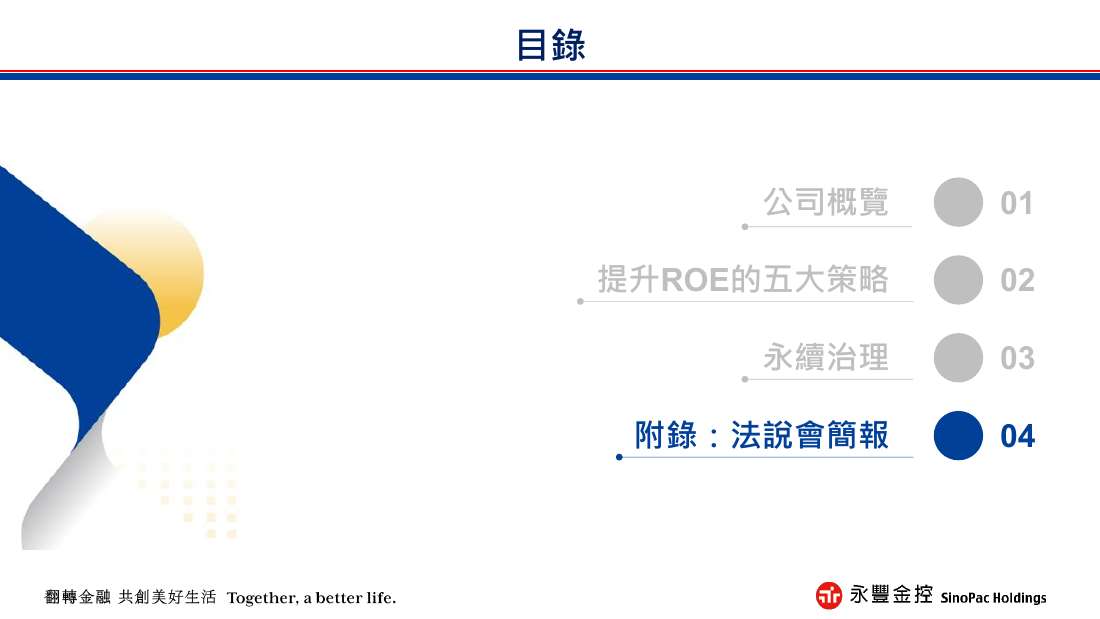 目錄
公司概覽 01
提升ROE的五大策略 02
永續治理 03
附錄：法說會簡報 04
翻轉金融 共創美好生活 Together, a better life.
永豐金控 SinoPac Holdings